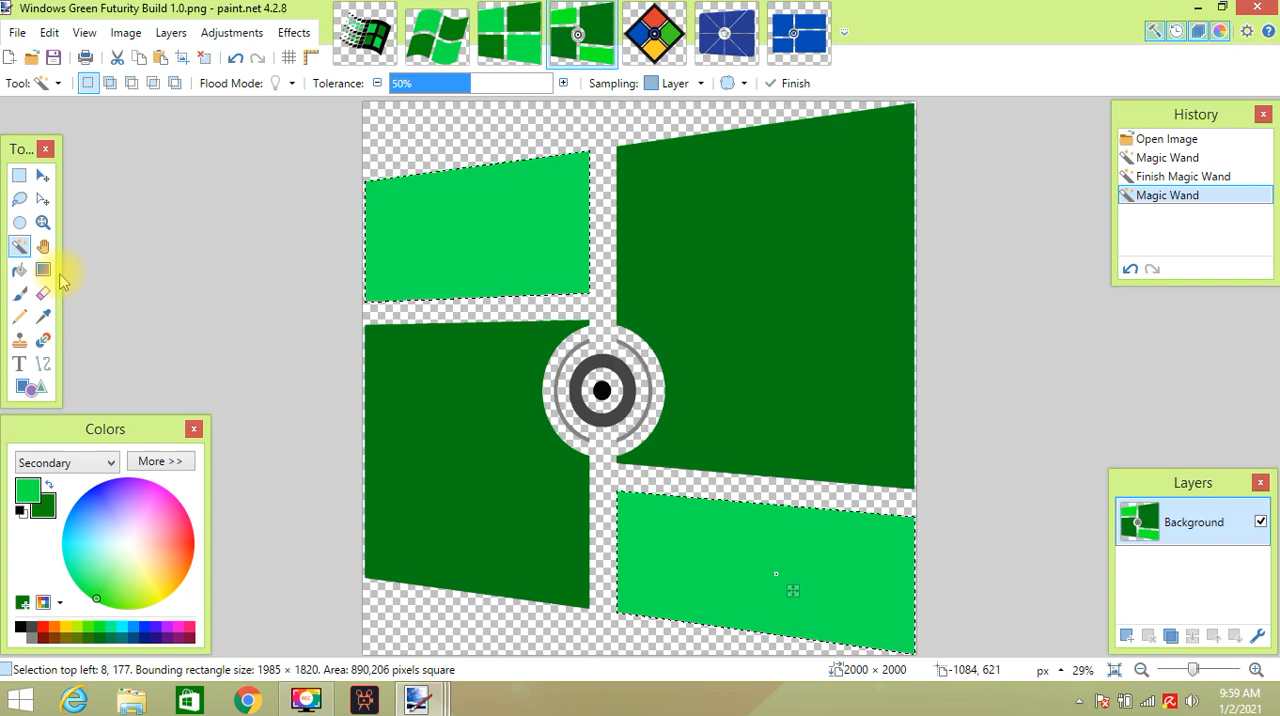 Windows Green Futurity Build 1.0.png - paint.net 4.2.8
File Edit View Image Layers Adjustments Effects
Tool: Flood Mode: Tolerance: 50% Sampling: Layer Finish
To...
History
Open Image
Magic Wand
Finish Magic Wand
Magic Wand
T
Colors
Secondary More >>
Layers
Background
Selection top left: 8, 177. Bounding rectangle size: 1985 × 1820. Area: 890,206 pixels square 2000 × 2000 -1084, 621 px 29%
REC
9:59 AM
1/2/2021